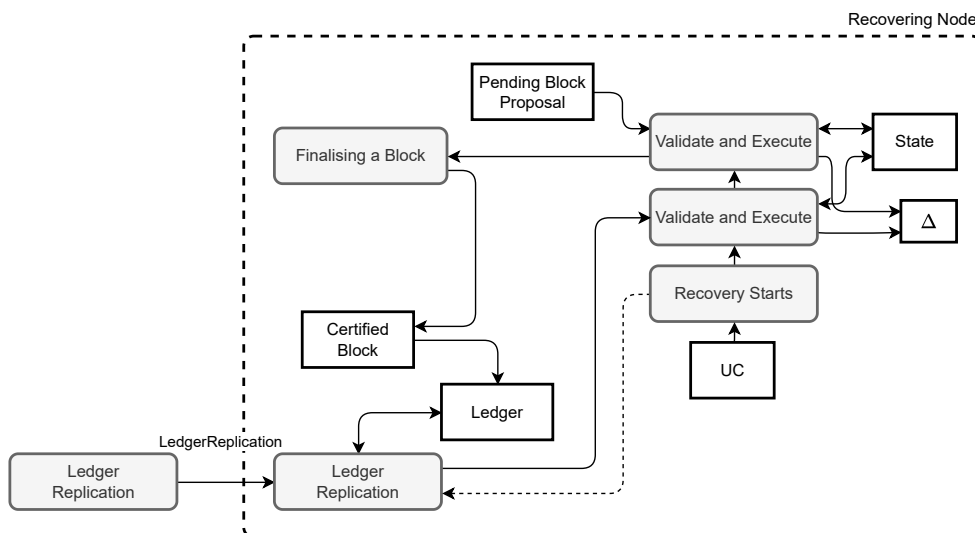 Recovering Node
Pending Block
Proposal
Validate and Execute
State
Finalising a Block
Validate and Execute
Δ
Recovery Starts
Certified
Block
UC
Ledger
LedgerReplication
Ledger
Replication
Ledger
Replication